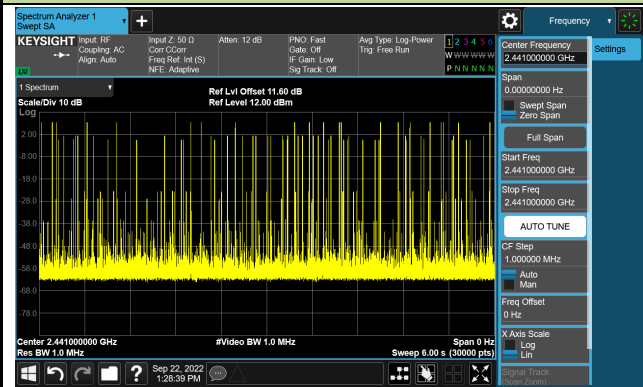 Spectrum Analyzer 1
Swept SA
Frequency
KEYSIGHT
Input: RF
Coupling: AC
Align: Auto
Input Z: 50 Ω
Corr CCorr
Freq Ref: Int (S)
NFE: Adaptive
Atten: 12 dB
PNO: Fast
Gate: Off
IF Gain: Low
Sig Track: Off
Avg Type: Log-Power
Trig: Free Run
1 2 3 4 5 6
W W W W W W
P N N N N N
LXI
1 Spectrum
Scale/Div 10 dB
Log
Ref Lvl Offset 11.60 dB
Ref Level 12.00 dBm
2.00
-8.00
-18.0
-28.0
-38.0
-48.0
-58.0
-68.0
-78.0
Center 2.441000000 GHz
Res BW 1.0 MHz
#Video BW 1.0 MHz
Span 0 Hz
Sweep 6.00 s (30000 pts)
Sep 22, 2022
1:28:39 PM
Center Frequency
2.441000000 GHz
Settings
Span
0.00000000 Hz
Swept Span
Zero Span
Full Span
Start Freq
2.441000000 GHz
Stop Freq
2.441000000 GHz
AUTO TUNE
CF Step
1.000000 MHz
Auto
Man
Freq Offset
0 Hz
X Axis Scale
Log
Lin
Signal Track
(Span Zoom)